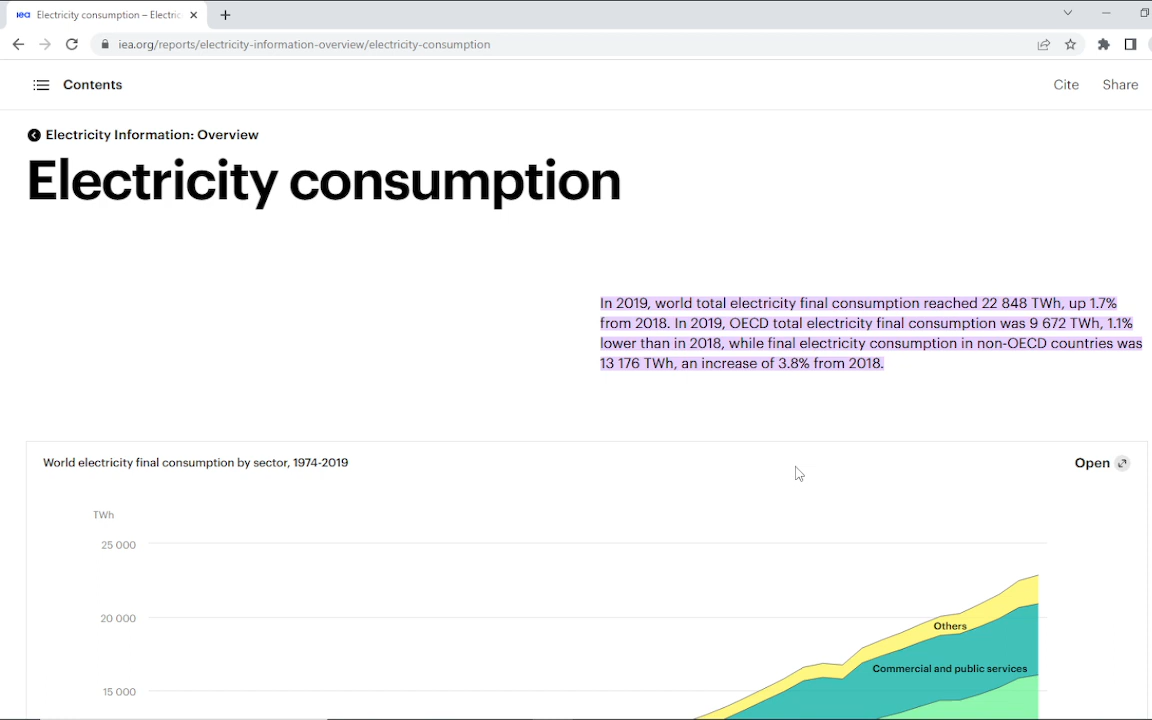 iea Electricity consumption – Electric
iea.org/reports/electricity-information-overview/electricity-consumption
Contents
Cite Share
Electricity Information: Overview
Electricity consumption
In 2019, world total electricity final consumption reached 22 848 TWh, up 1.7%
from 2018. In 2019, OECD total electricity final consumption was 9 672 TWh, 1.1%
lower than in 2018, while final electricity consumption in non-OECD countries was
13 176 TWh, an increase of 3.8% from 2018.
World electricity final consumption by sector, 1974-2019
Open
TWh
25 000
20 000
Others
Commercial and public services
15 000